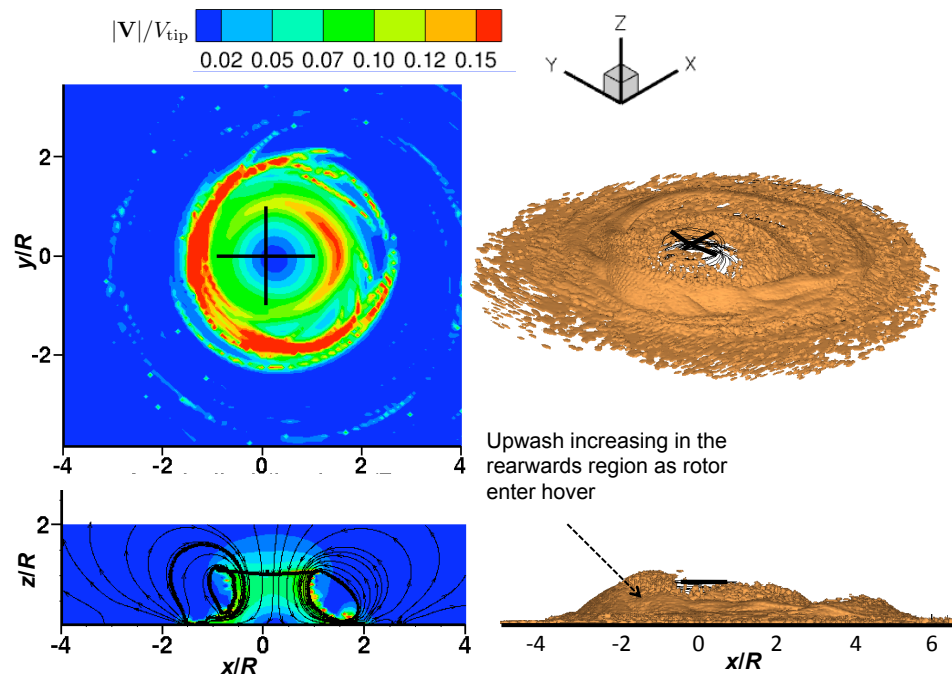 |V|/V_tip
0.02 0.05 0.07 0.10 0.12 0.15
Z
Y X
y/R
2
0
-2
-4 -2 0 2 4
Upwash increasing in the
rearwards region as rotor
enter hover
z/R
2
0
-4 -2 0 2 4
x/R
-4 -2 0 2 4 6
x/R